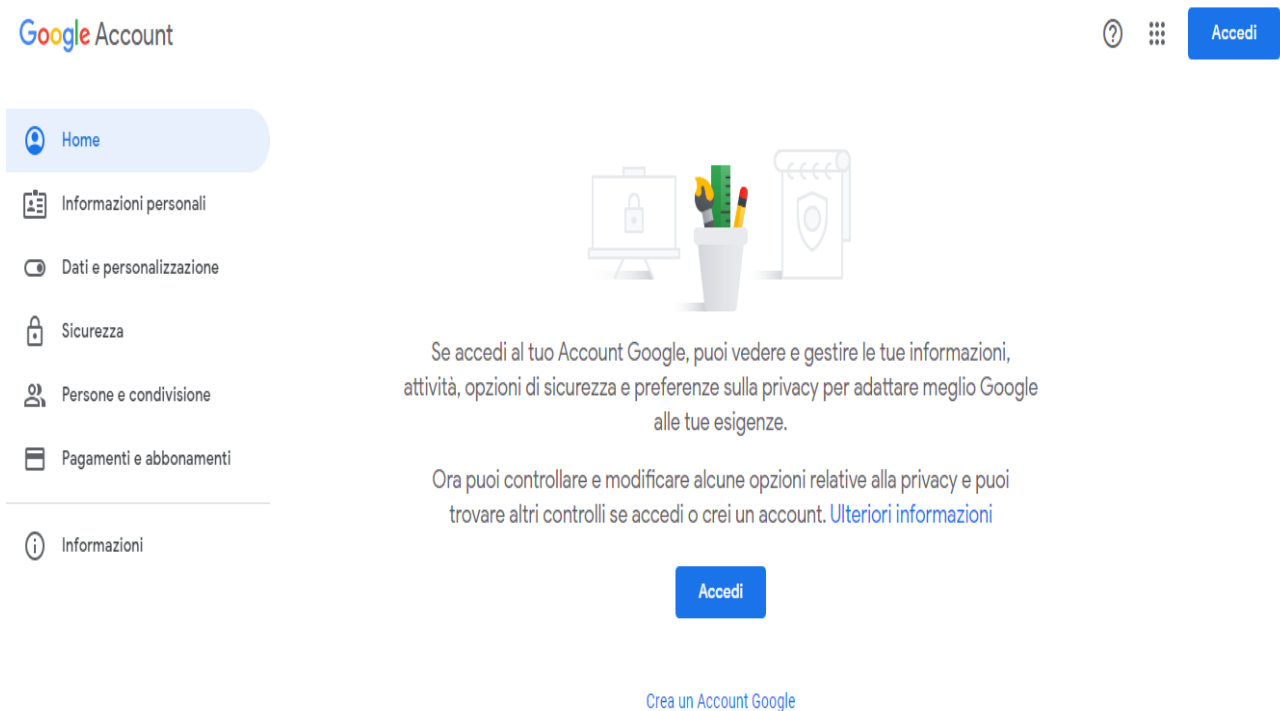 Google Account
Accedi
Home
Informazioni personali
Dati e personalizzazione
Sicurezza
Persone e condivisione
Pagamenti e abbonamenti
Informazioni
Se accedi al tuo Account Google, puoi vedere e gestire le tue informazioni,
attività, opzioni di sicurezza e preferenze sulla privacy per adattare meglio Google
alle tue esigenze.
Ora puoi controllare e modificare alcune opzioni relative alla privacy e puoi
trovare altri controlli se accedi o crei un account. Ulteriori informazioni
Accedi
Crea un Account Google